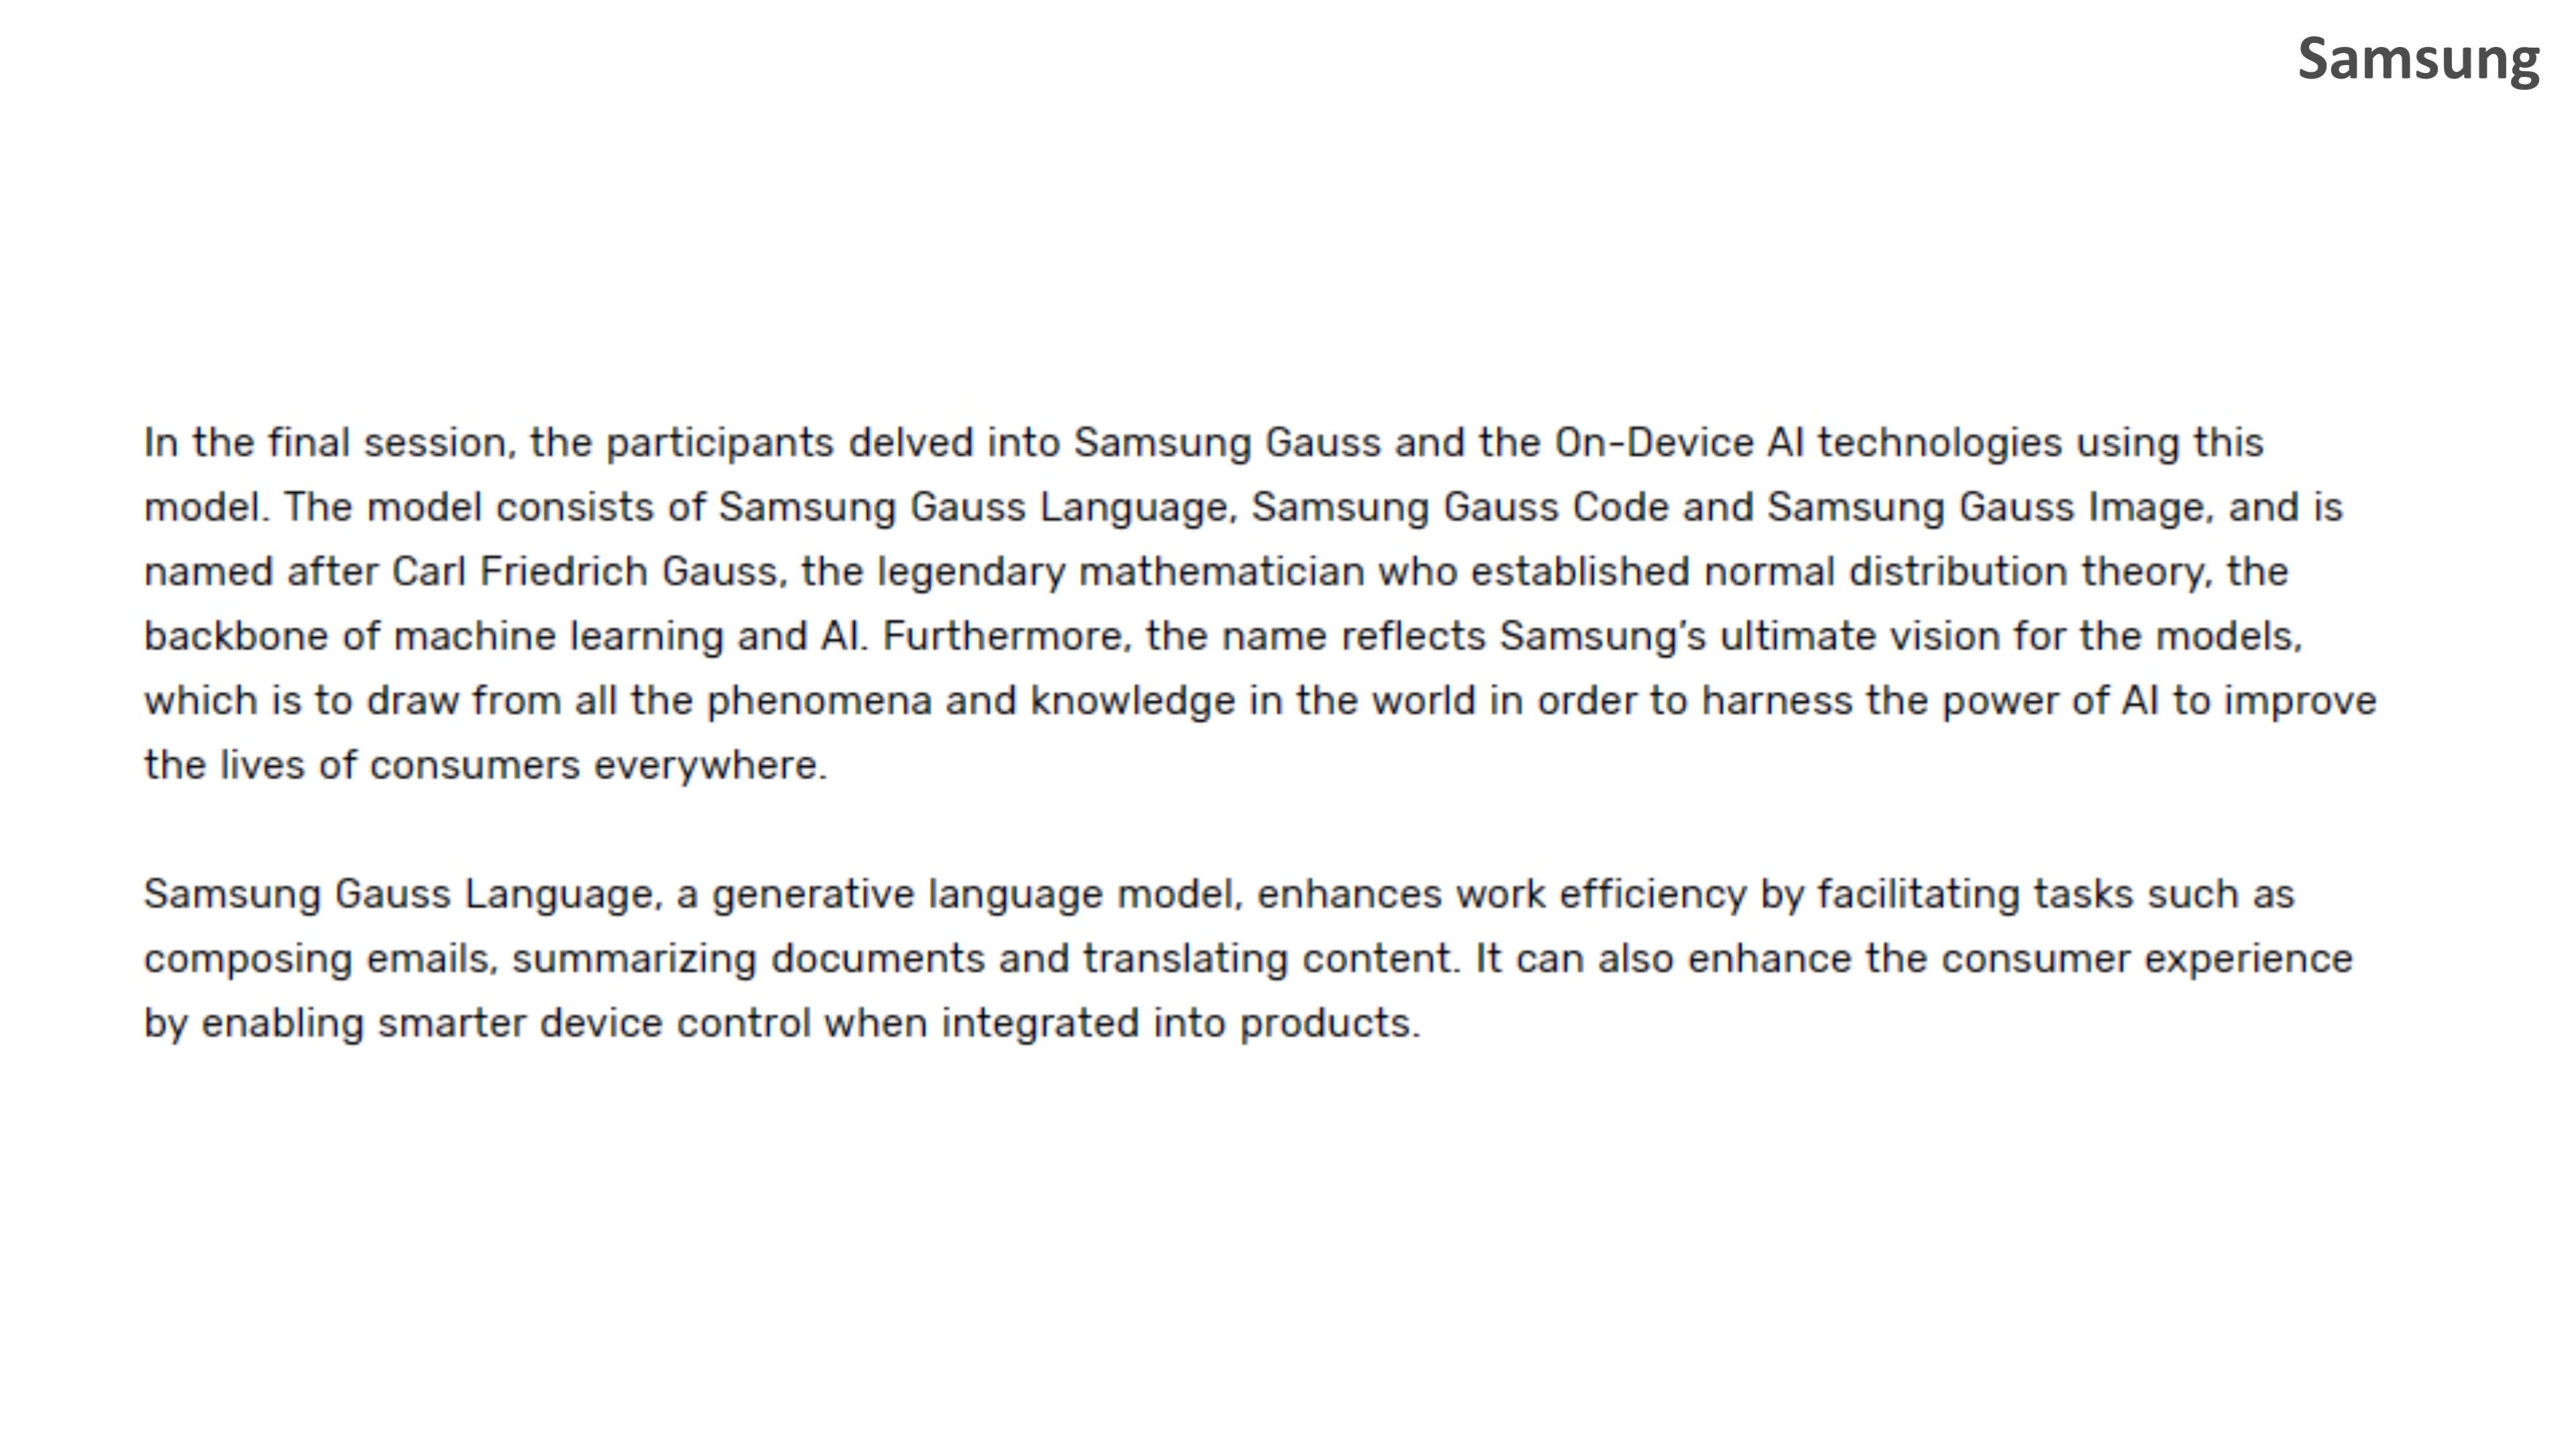 Samsung
In the final session, the participants delved into Samsung Gauss and the On-Device AI technologies using this
model. The model consists of Samsung Gauss Language, Samsung Gauss Code and Samsung Gauss Image, and is
named after Carl Friedrich Gauss, the legendary mathematician who established normal distribution theory, the
backbone of machine learning and AI. Furthermore, the name reflects Samsung’s ultimate vision for the models,
which is to draw from all the phenomena and knowledge in the world in order to harness the power of AI to improve
the lives of consumers everywhere.
Samsung Gauss Language, a generative language model, enhances work efficiency by facilitating tasks such as
composing emails, summarizing documents and translating content. It can also enhance the consumer experience
by enabling smarter device control when integrated into products.